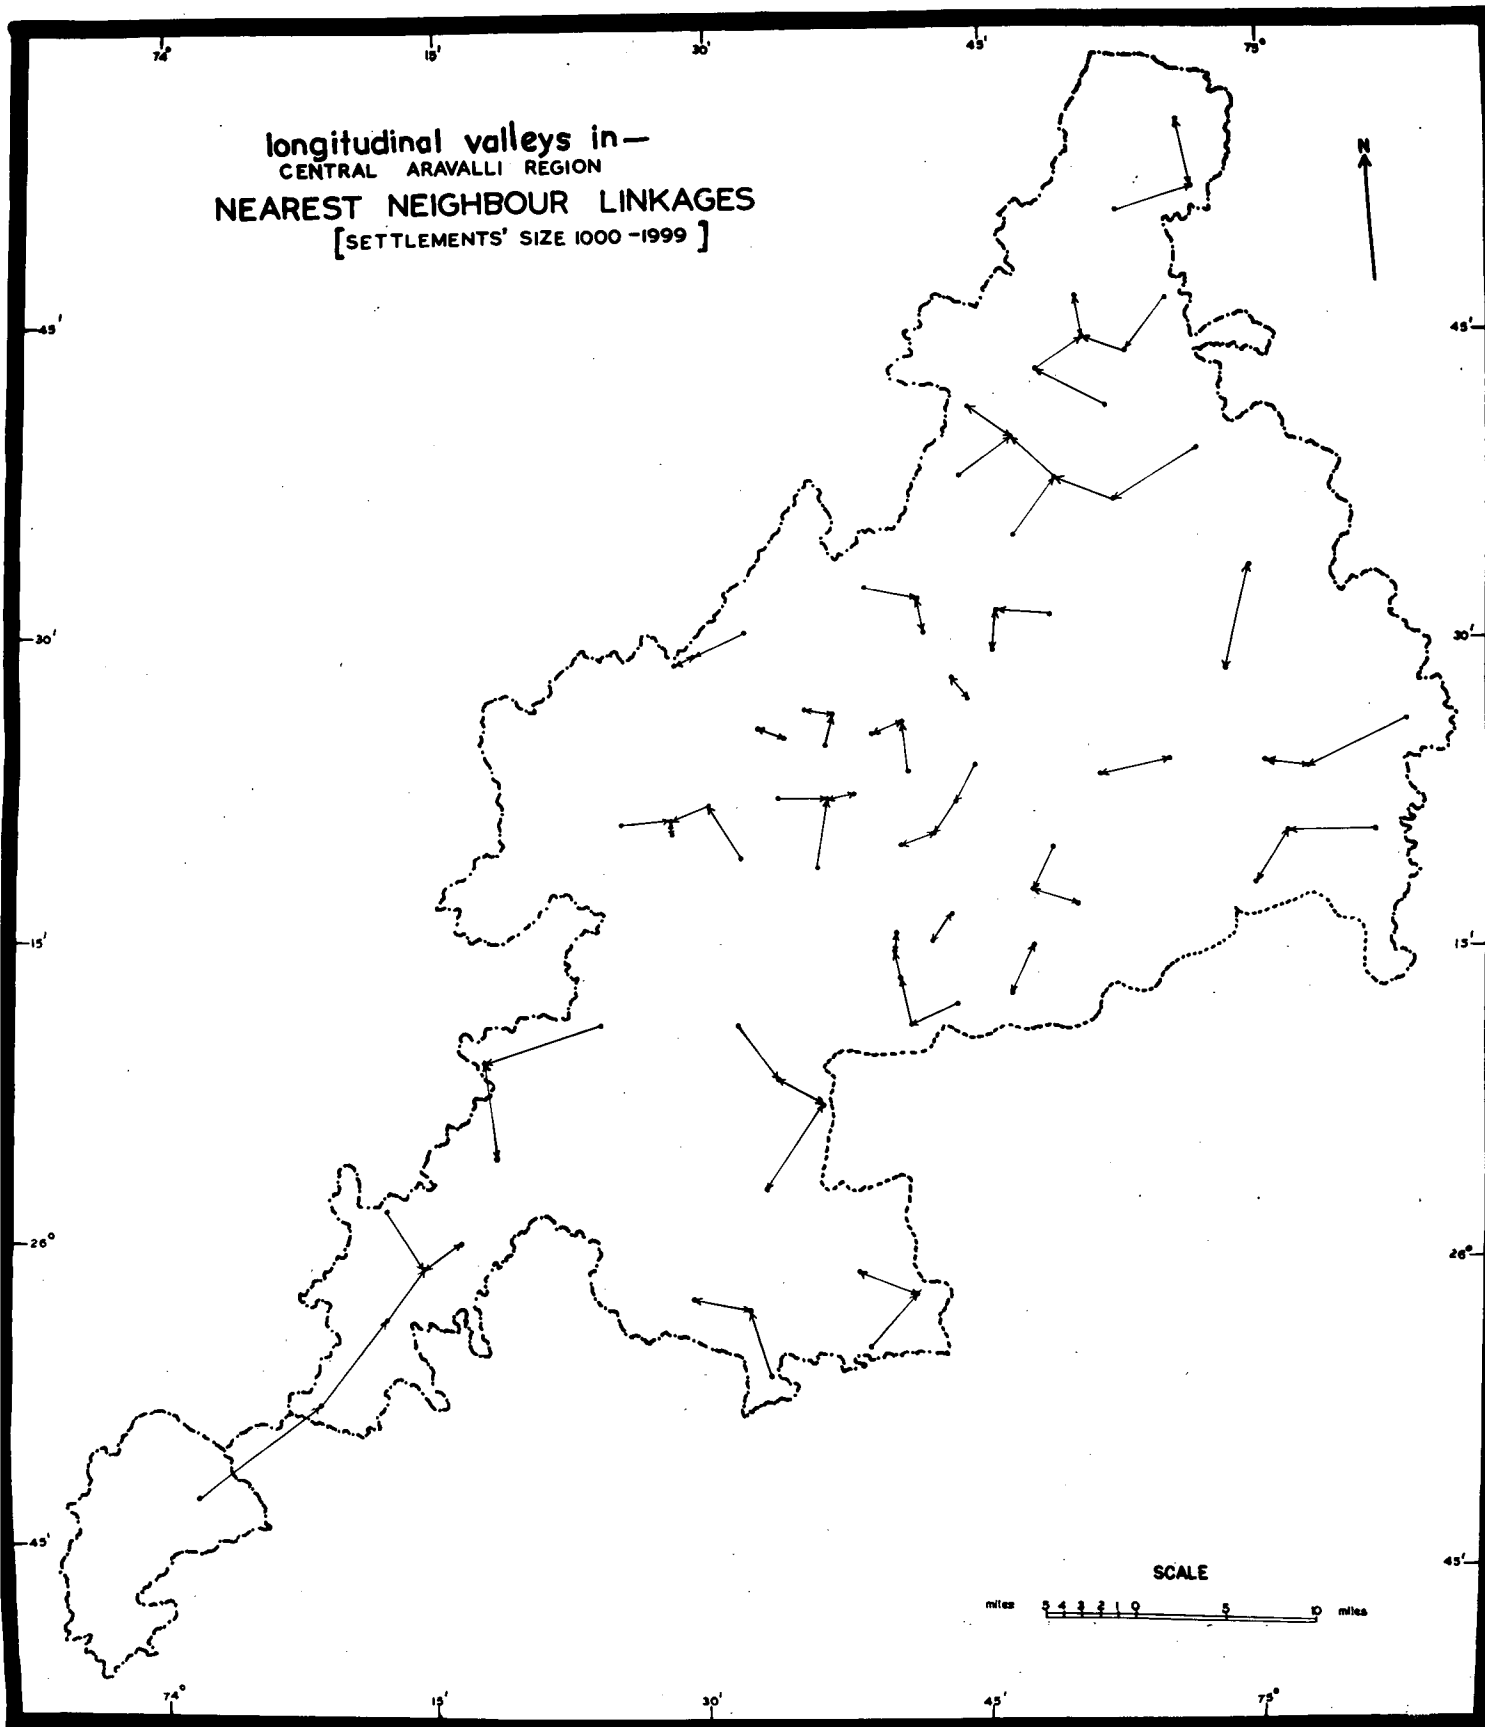 74° 15' 30' 45' 75°
longitudinal valleys in—
CENTRAL ARAVALLI REGION
NEAREST NEIGHBOUR LINKAGES
[SETTLEMENTS' SIZE 1000-1999]
N
45' 45'
30' 30'
15' 15'
26° 26°
45' 45'
SCALE
miles 5 4 3 2 1 0 5 10 miles
74° 15' 30' 45' 75°